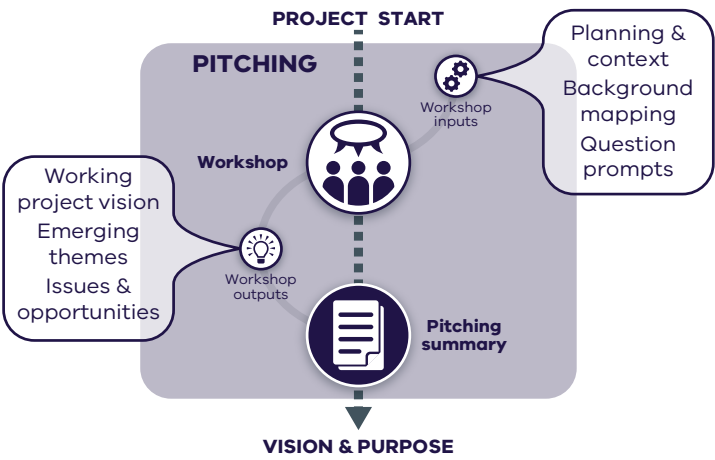 PROJECT START
PITCHING
Planning &
context
Background
mapping
Question
prompts
Workshop
inputs
Workshop
Working
project vision
Emerging
themes
Issues &
opportunities
Workshop
outputs
Pitching
summary
VISION & PURPOSE